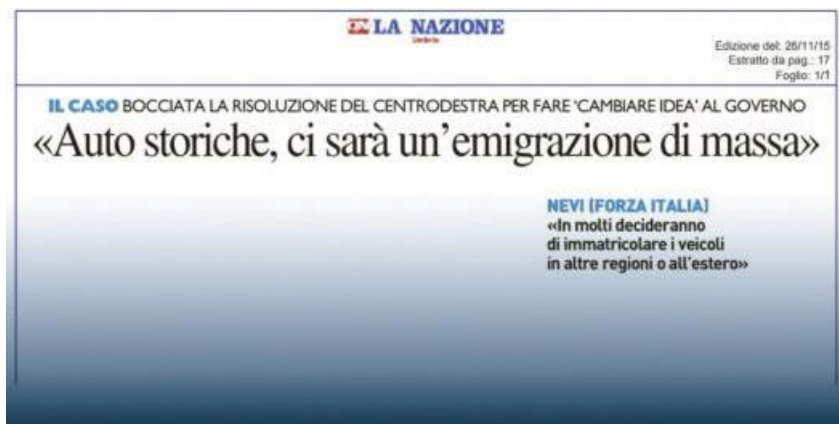 LA NAZIONE
Umbria
Edizione del: 26/11/15
Estratto da pag.: 17
Foglio: 1/1
IL CASO BOCCIATA LA RISOLUZIONE DEL CENTRODESTRA PER FARE 'CAMBIARE IDEA' AL GOVERNO
«Auto storiche, ci sarà un'emigrazione di massa»
NEVI (FORZA ITALIA)
«In molti decideranno
di immatricolare i veicoli
in altre regioni o all'estero»